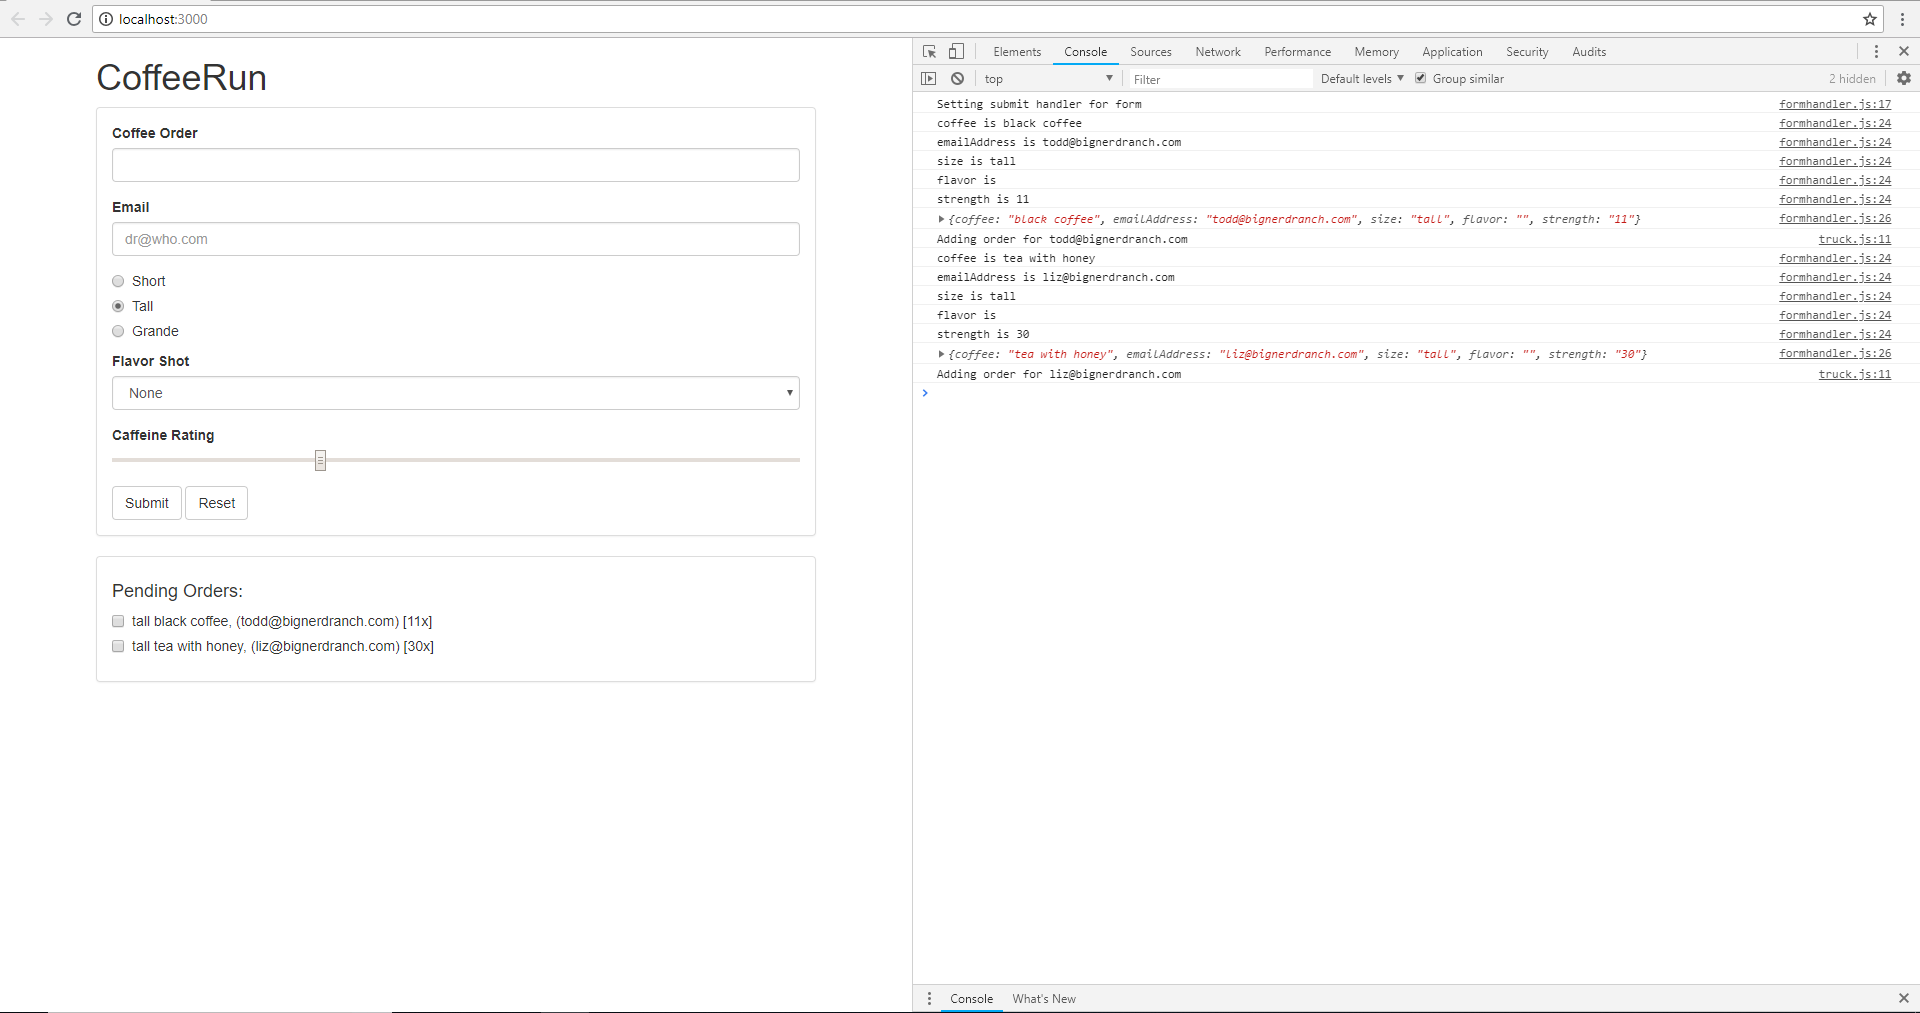 localhost:3000
CoffeeRun
Coffee Order
Email
dr@who.com
Short
Tall
Grande
Flavor Shot
None
Caffeine Rating
Submit Reset
Pending Orders:
tall black coffee, (todd@bignerdranch.com) [11x]
tall tea with honey, (liz@bignerdranch.com) [30x]
Elements Console Sources Network Performance Memory Application Security Audits
top Filter Default levels Group similar 2 hidden
Setting submit handler for form formhandler.js:17
coffee is black coffee formhandler.js:24
emailAddress is todd@bignerdranch.com formhandler.js:24
size is tall formhandler.js:24
flavor is formhandler.js:24
strength is 11 formhandler.js:24
{coffee: "black coffee", emailAddress: "todd@bignerdranch.com", size: "tall", flavor: "", strength: "11"} formhandler.js:26
Adding order for todd@bignerdranch.com truck.js:11
coffee is tea with honey formhandler.js:24
emailAddress is liz@bignerdranch.com formhandler.js:24
size is tall formhandler.js:24
flavor is formhandler.js:24
strength is 30 formhandler.js:24
{coffee: "tea with honey", emailAddress: "liz@bignerdranch.com", size: "tall", flavor: "", strength: "30"} formhandler.js:26
Adding order for liz@bignerdranch.com truck.js:11
Console What's New